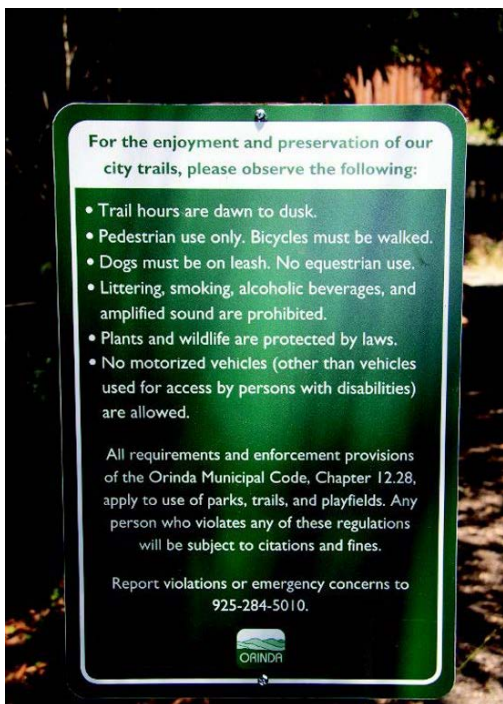 For the enjoyment and preservation of our
city trails, please observe the following:
• Trail hours are dawn to dusk.
• Pedestrian use only. Bicycles must be walked.
• Dogs must be on leash. No equestrian use.
• Littering, smoking, alcoholic beverages, and
amplified sound are prohibited.
• Plants and wildlife are protected by laws.
• No motorized vehicles (other than vehicles
used for access by persons with disabilities)
are allowed.
All requirements and enforcement provisions
of the Orinda Municipal Code, Chapter 12.28,
apply to use of parks, trails, and playfields. Any
person who violates any of these regulations
will be subject to citations and fines.
Report violations or emergency concerns to
925-284-5010.
ORINDA